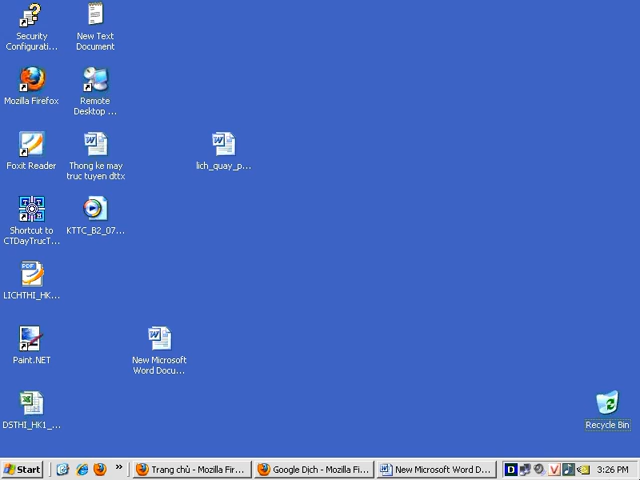 Security
Configurati...
New Text
Document
Mozilla Firefox
Remote
Desktop ...
Foxit Reader
Thong ke may
truc tuyen dttx
lich_quay_p...
Shortcut to
CTDayTrucT...
KTTC_B2_07...
PDF
LICHTHI_HK...
Paint.NET
New Microsoft
Word Docu...
DSTHI_HK1_...
Recycle Bin
Start
»
Trang chủ - Mozilla Fir...
Google Dịch - Mozilla Fi...
New Microsoft Word D...
D
V
3:26 PM